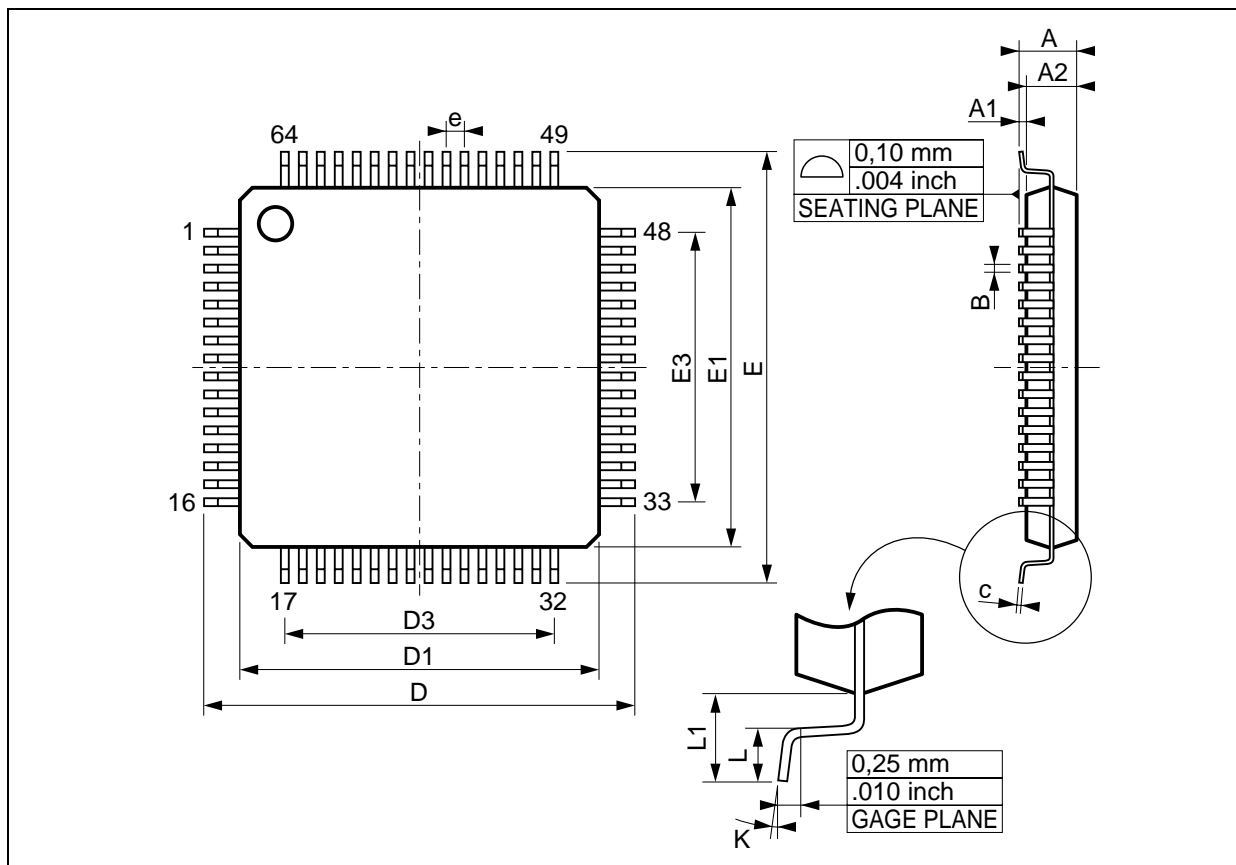 A
A2
A1
e
64
49
0,10 mm
.004 inch
SEATING PLANE
1
48
B
E3
E1
E
16
33
17
32
c
D3
D1
D
L1
L
0,25 mm
.010 inch
GAGE PLANE
K